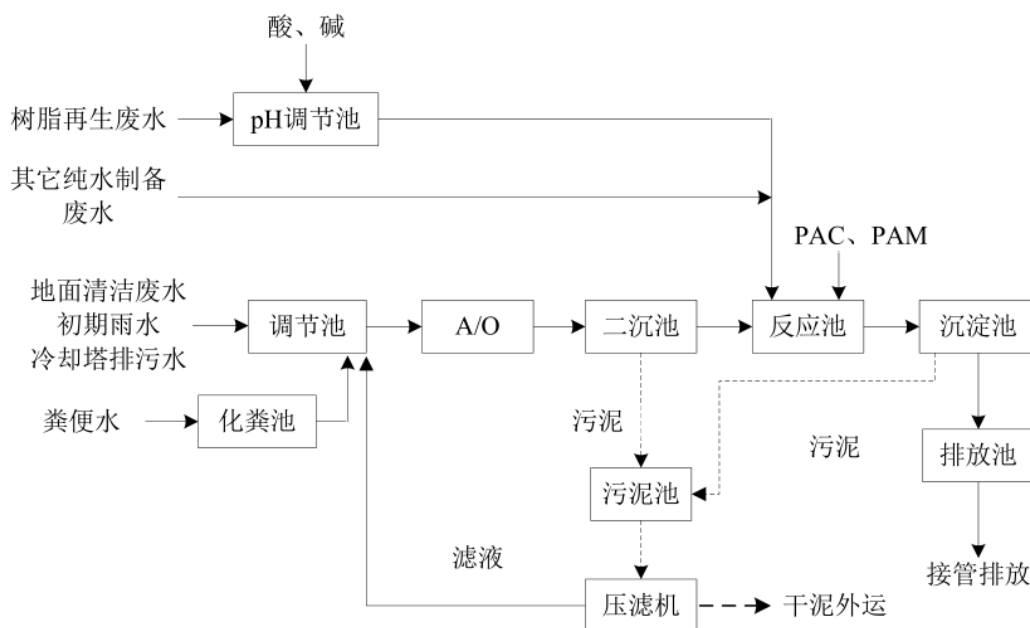 酸、碱
树脂再生废水
pH调节池
其它纯水制备
废水
PAC、PAM
地面清洁废水
初期雨水
冷却塔排污水
调节池
A/O
二沉池
反应池
沉淀池
粪便水
化粪池
污泥
污泥
排放池
污泥池
滤液
接管排放
压滤机
干泥外运